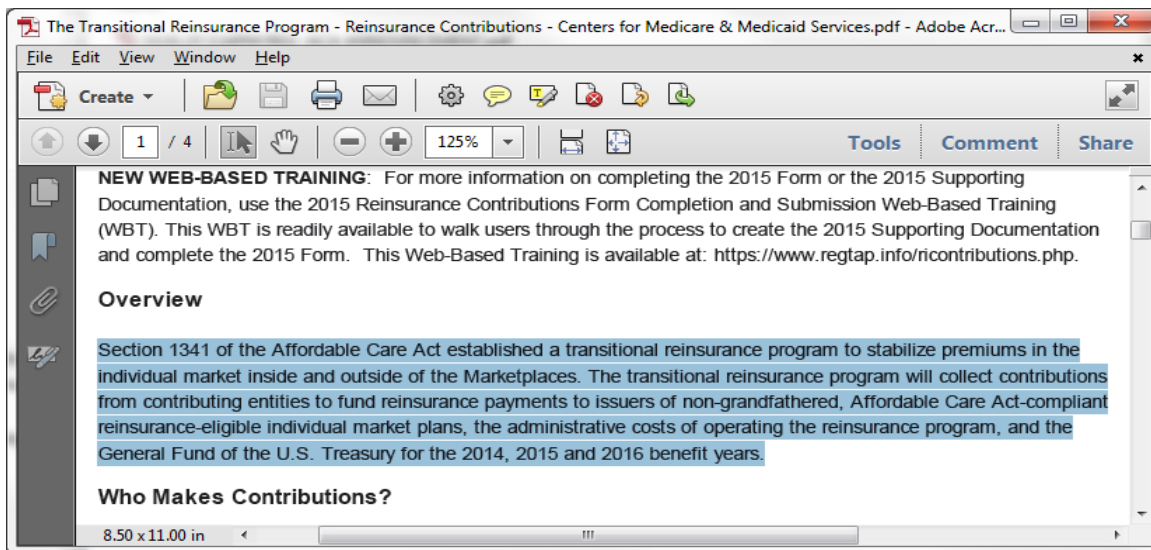 The Transitional Reinsurance Program - Reinsurance Contributions - Centers for Medicare & Medicaid Services.pdf - Adobe Acr...
File Edit View Window Help
Create
1 / 4 125% Tools Comment Share
NEW WEB-BASED TRAINING: For more information on completing the 2015 Form or the 2015 Supporting
Documentation, use the 2015 Reinsurance Contributions Form Completion and Submission Web-Based Training
(WBT). This WBT is readily available to walk users through the process to create the 2015 Supporting Documentation
and complete the 2015 Form. This Web-Based Training is available at: https://www.regtap.info/ricontributions.php.
Overview
Section 1341 of the Affordable Care Act established a transitional reinsurance program to stabilize premiums in the
individual market inside and outside of the Marketplaces. The transitional reinsurance program will collect contributions
from contributing entities to fund reinsurance payments to issuers of non-grandfathered, Affordable Care Act-compliant
reinsurance-eligible individual market plans, the administrative costs of operating the reinsurance program, and the
General Fund of the U.S. Treasury for the 2014, 2015 and 2016 benefit years.
Who Makes Contributions?
8.50 x 11.00 in